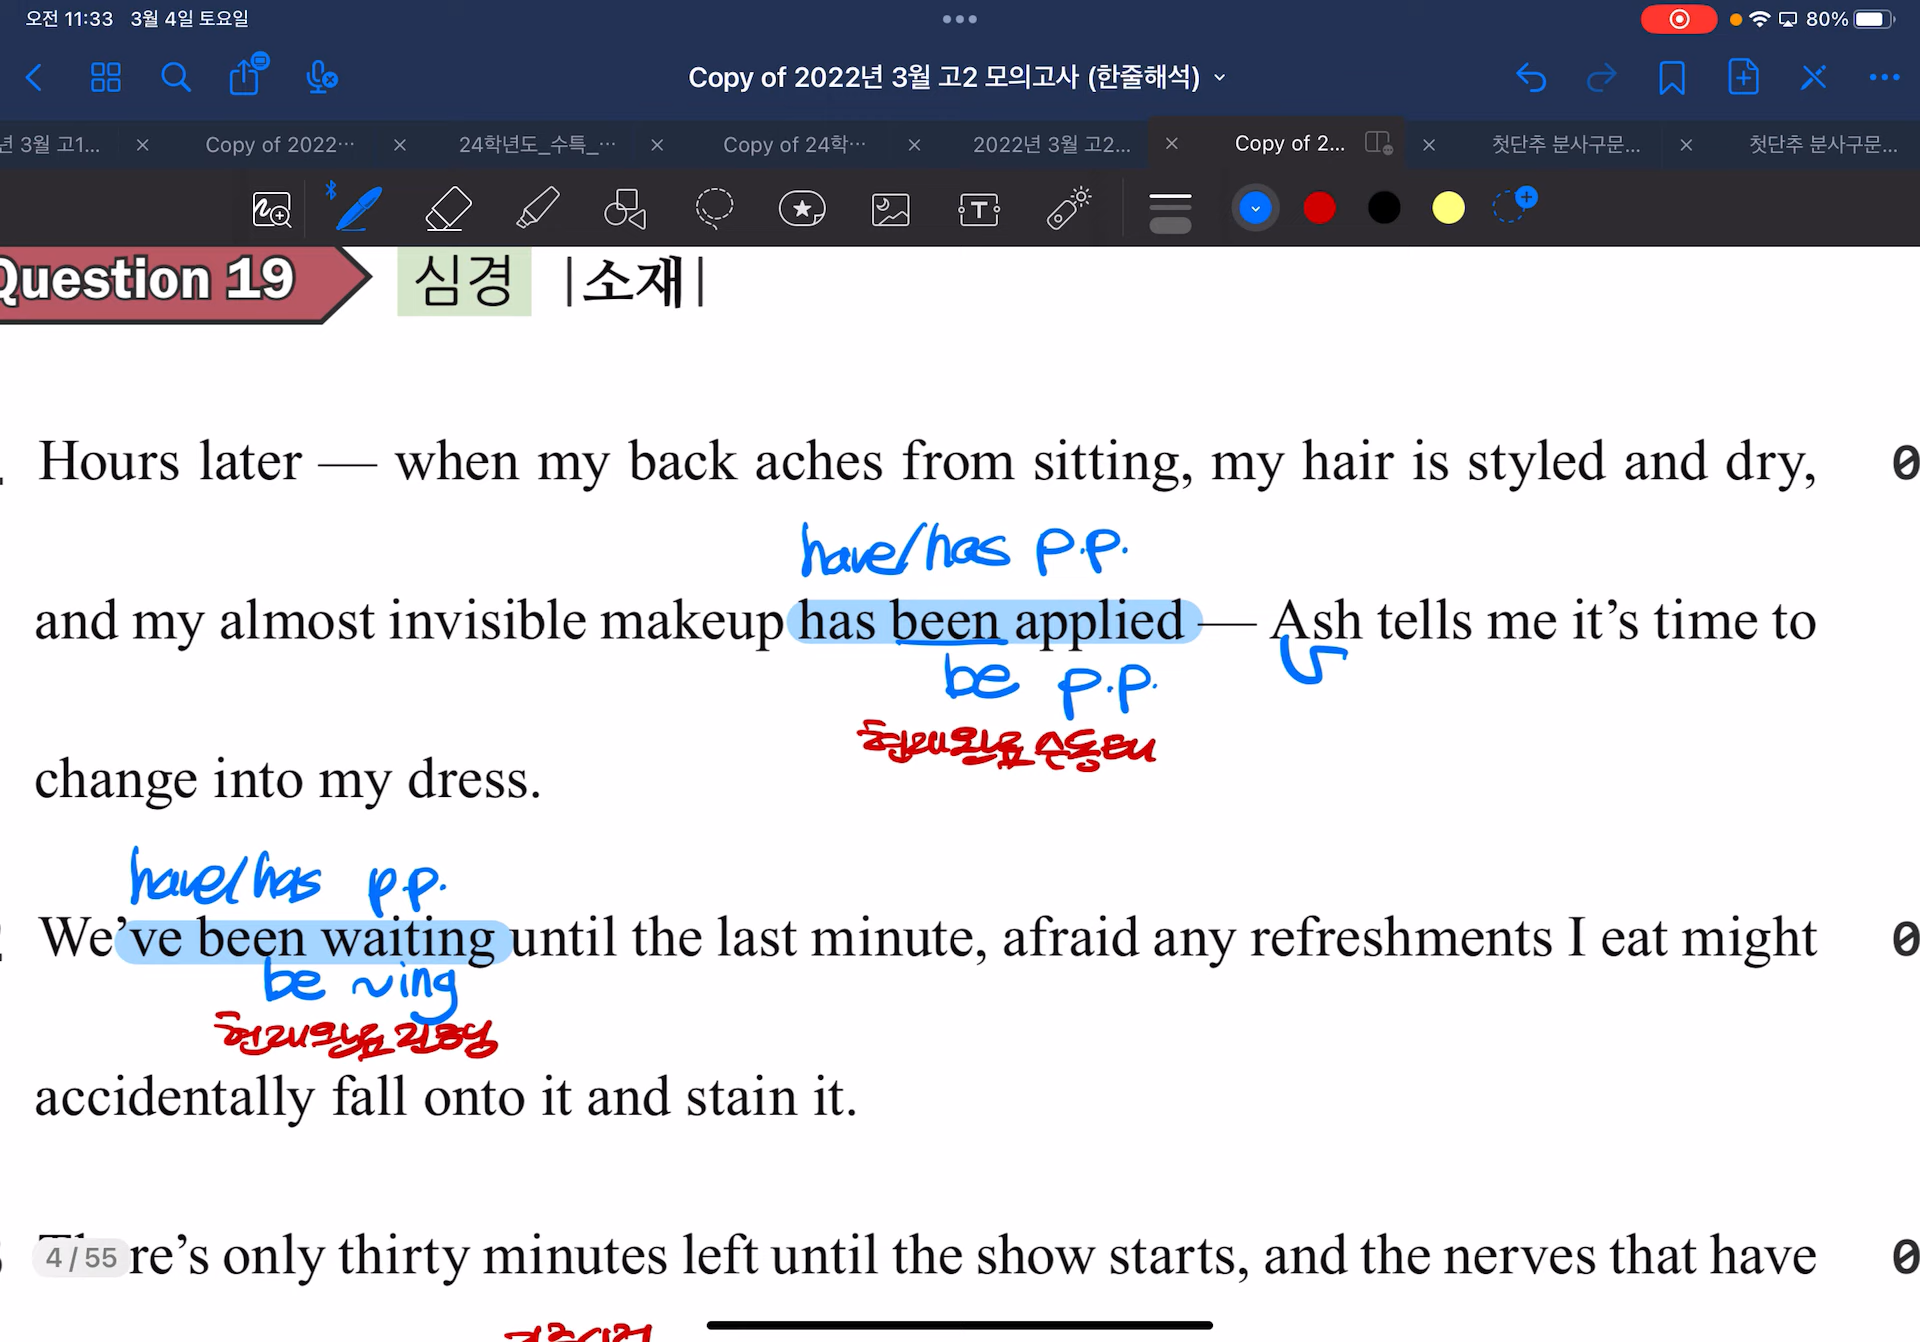 오전 11:33 3월 4일 토요일 80%
Copy of 2022년 3월 고2 모의고사 (한줄해석)
년 3월 고1... Copy of 2022... 24학년도_수특_... Copy of 24학... 2022년 3월 고2... Copy of 2... 첫단추 분사구문... 첫단추 분사구문...
Question 19 심경 |소재|
Hours later — when my back aches from sitting, my hair is styled and dry, 0
have/has p.p.
and my almost invisible makeup has been applied — Ash tells me it's time to
be p.p.
현재완료수동태
change into my dress.
have/has p.p.
We've been waiting until the last minute, afraid any refreshments I eat might 0
be ~ing
현재완료진행
accidentally fall onto it and stain it.
4 / 55 re's only thirty minutes left until the show starts, and the nerves that have 0